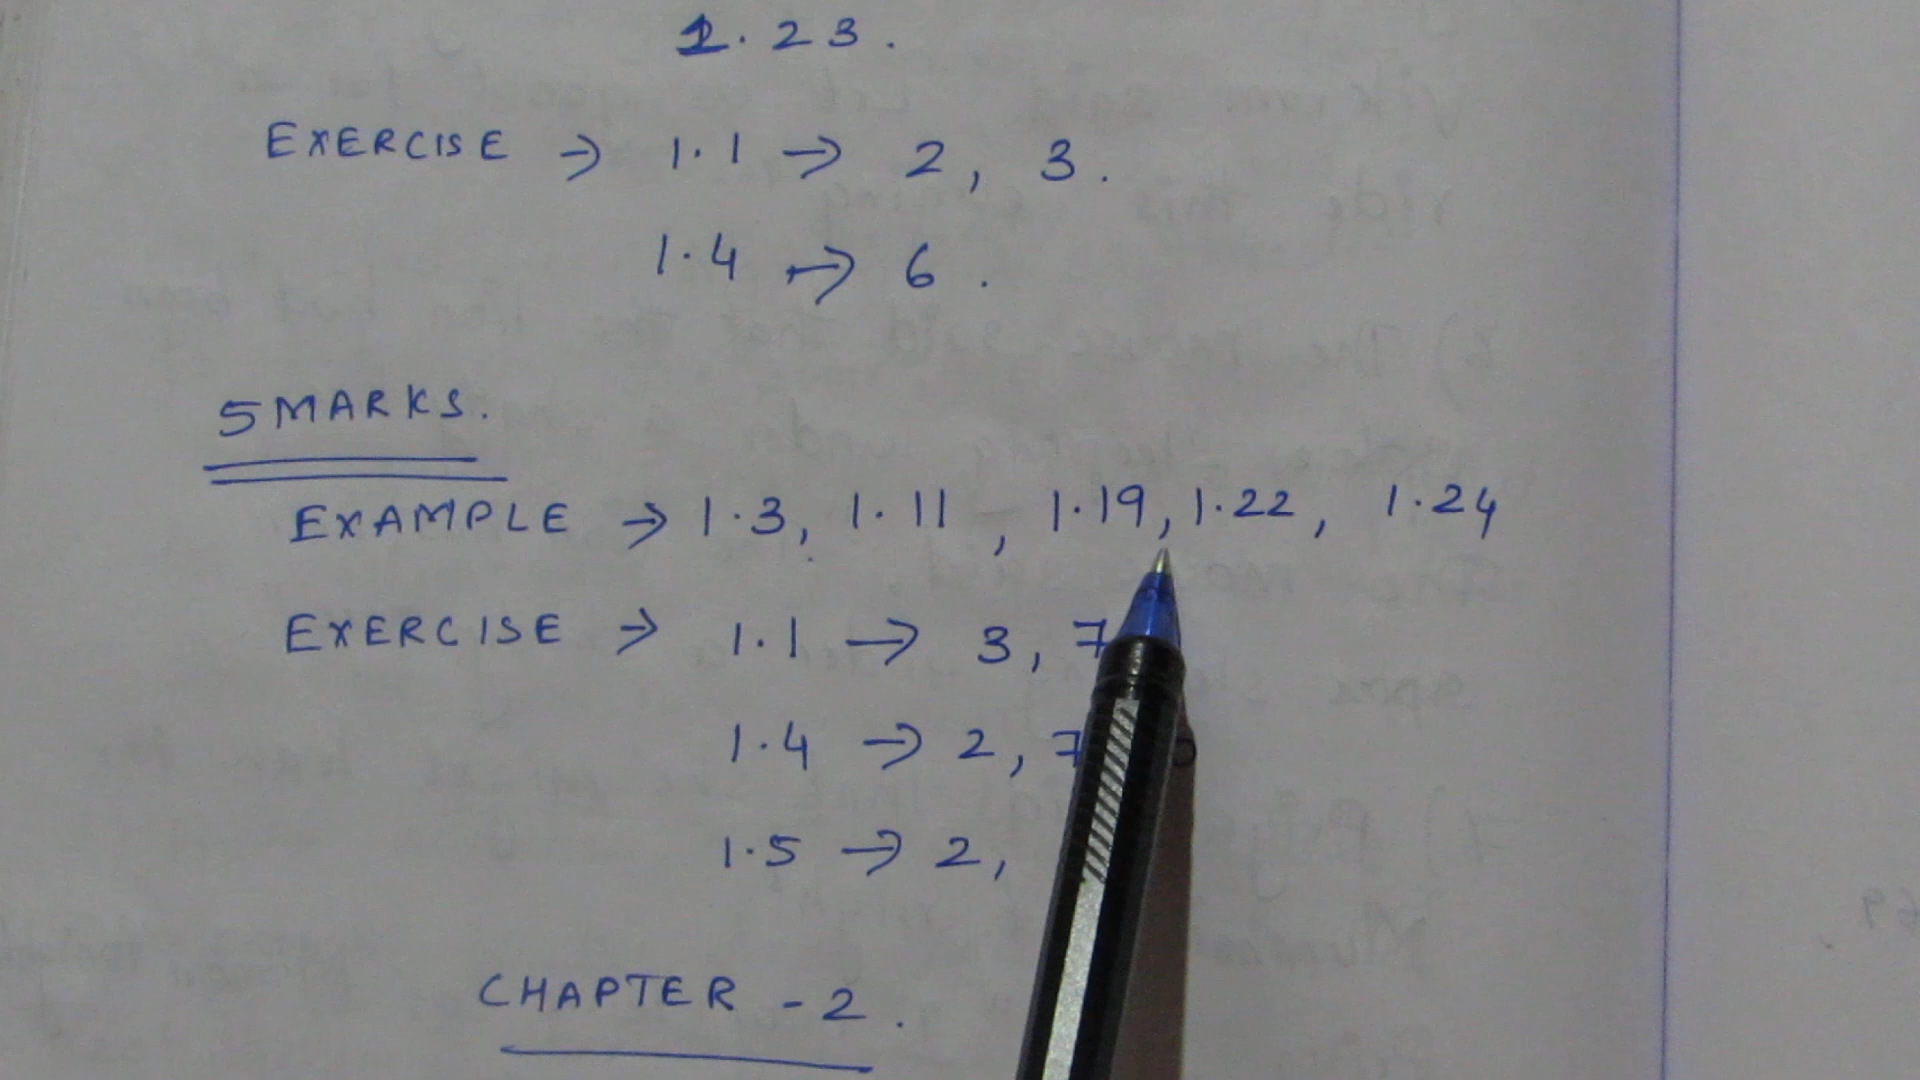 1.23.
EXERCISE → 1.1 → 2, 3.
1.4 → 6.
5 MARKS.
EXAMPLE → 1.3, 1.11, 1.19, 1.22, 1.24
EXERCISE → 1.1 → 3, 7
1.4 → 2, 7
1.5 → 2,
CHAPTER - 2.